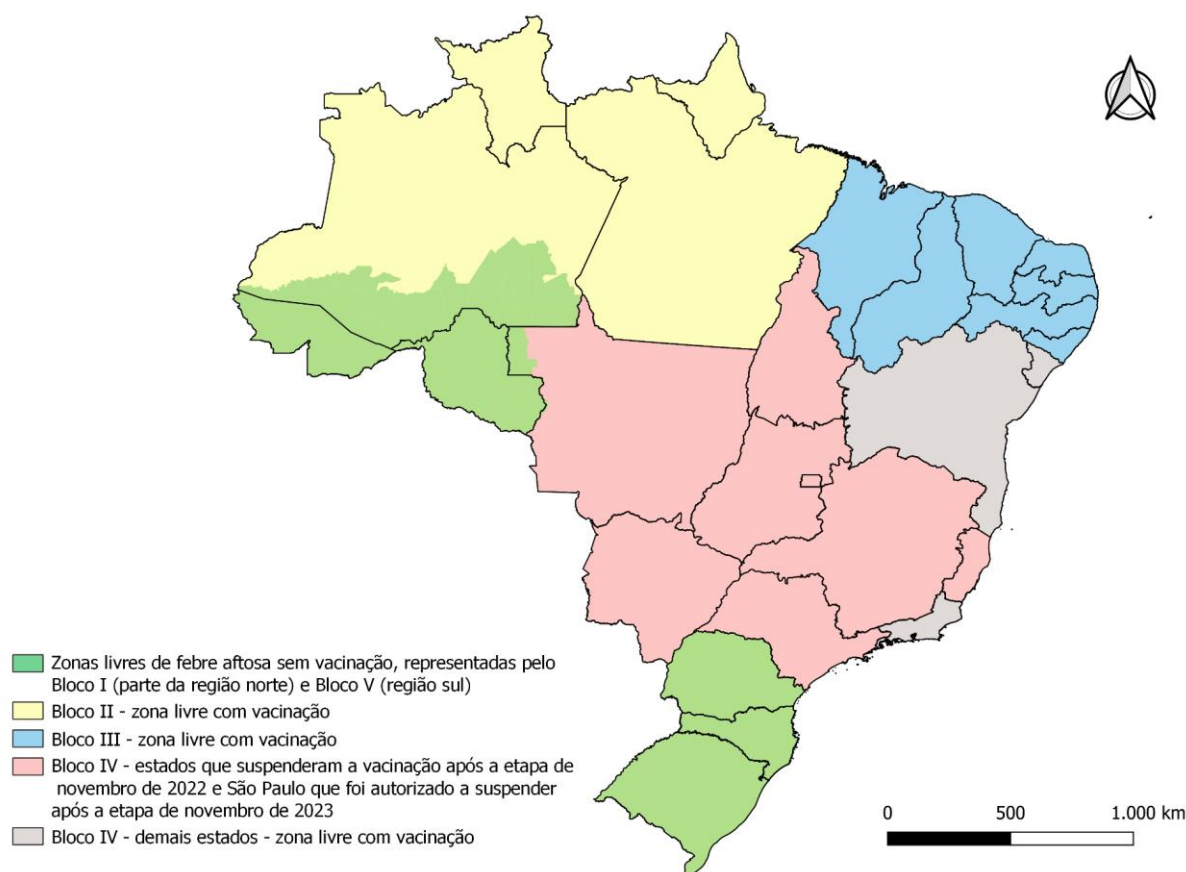 Zonas livres de febre aftosa sem vacinação, representadas pelo
Bloco I (parte da região norte) e Bloco V (região sul)
Bloco II - zona livre com vacinação
Bloco III - zona livre com vacinação
Bloco IV - estados que suspenderam a vacinação após a etapa de
novembro de 2022 e São Paulo que foi autorizado a suspender
após a etapa de novembro de 2023
Bloco IV - demais estados - zona livre com vacinação
0 500 1.000 km